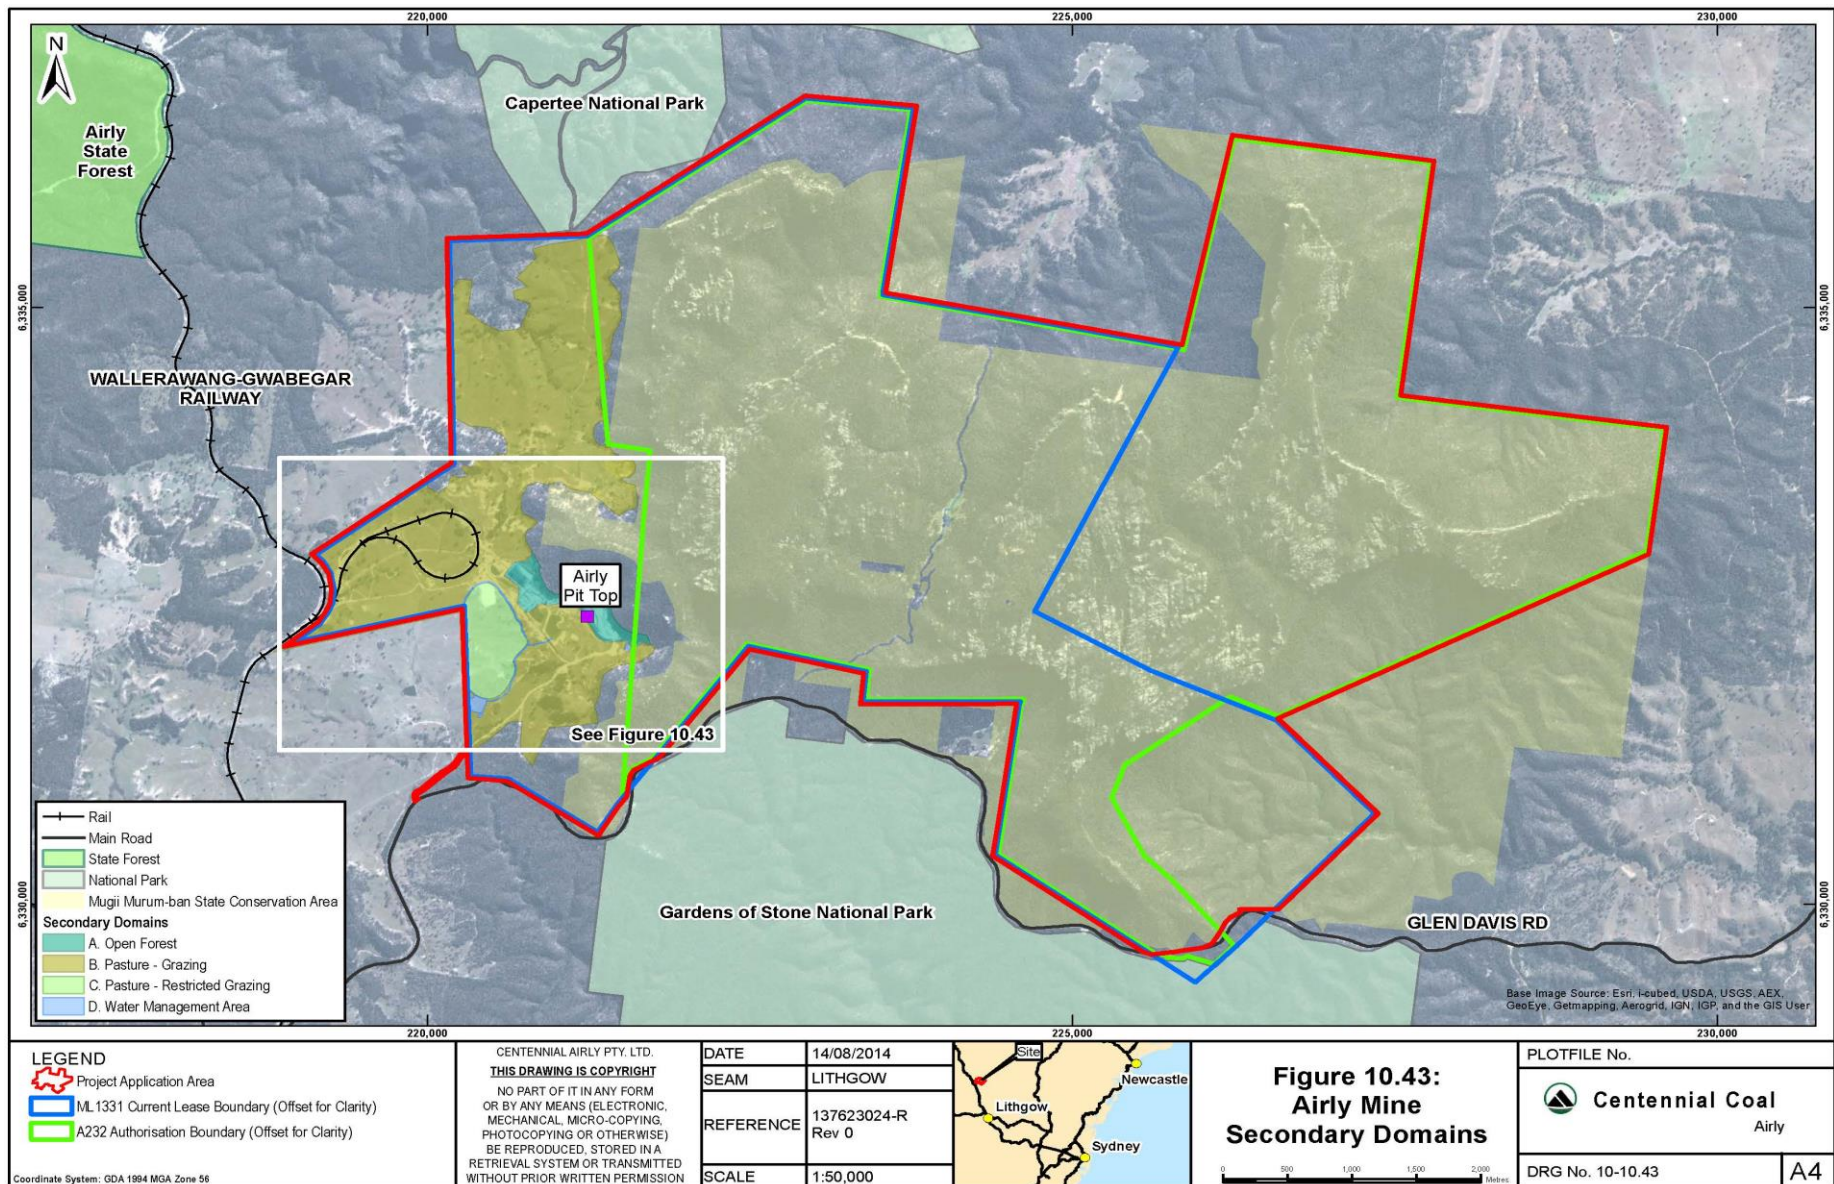 220,000
225,000
230,000
N
Airly
State
Forest
Capertee National Park
6,335,000
6,335,000
WALLERAWANG-GWABEGAR
RAILWAY
Airly
Pit Top
See Figure 10.43
Gardens of Stone National Park
GLEN DAVIS RD
6,330,000
6,330,000
Rail
Main Road
State Forest
National Park
Mugii Murum-ban State Conservation Area
Secondary Domains
A. Open Forest
B. Pasture - Grazing
C. Pasture - Restricted Grazing
D. Water Management Area
Base Image Source: Esri, i-cubed, USDA, USGS, AEX,
GeoEye, Getmapping, Aerogrid, IGN, IGP, and the GIS User
220,000
225,000
230,000
LEGEND
Project Application Area
ML1331 Current Lease Boundary (Offset for Clarity)
A232 Authorisation Boundary (Offset for Clarity)
Coordinate System: GDA 1994 MGA Zone 56
CENTENNIAL AIRLY PTY. LTD.
THIS DRAWING IS COPYRIGHT
NO PART OF IT IN ANY FORM
OR BY ANY MEANS (ELECTRONIC,
MECHANICAL, MICRO-COPYING,
PHOTOCOPYING OR OTHERWISE)
BE REPRODUCED, STORED IN A
RETRIEVAL SYSTEM OR TRANSMITTED
WITHOUT PRIOR WRITTEN PERMISSION
DATE 14/08/2014
SEAM LITHGOW
REFERENCE 137623024-R
Rev 0
SCALE 1:50,000
Site
Newcastle
Lithgow
Sydney
Figure 10.43:
Airly Mine
Secondary Domains
0 500 1,000 1,500 2,000
Metres
PLOTFILE No.
Centennial Coal
Airly
DRG No. 10-10.43
A4